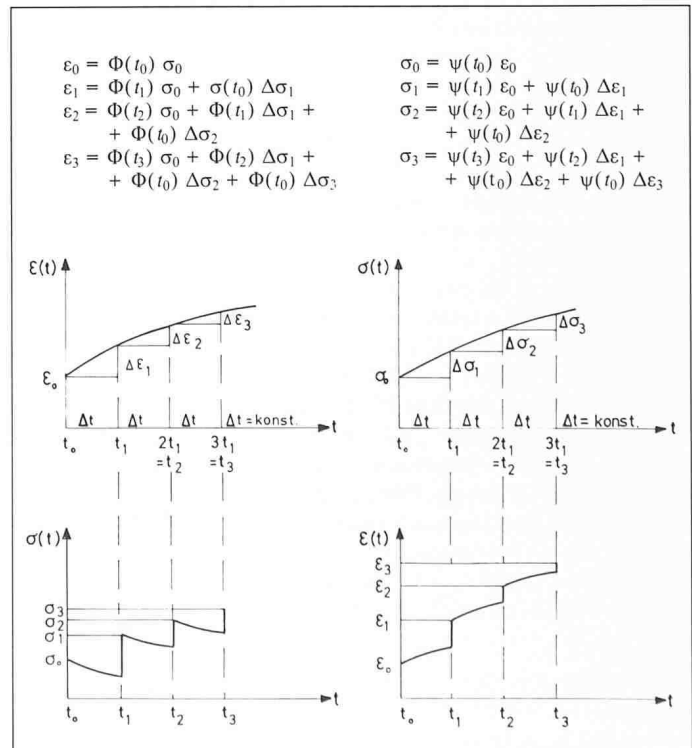 ε₀ = Φ(t₀) σ₀
ε₁ = Φ(t₁) σ₀ + σ(t₀) Δσ₁
ε₂ = Φ(t₂) σ₀ + Φ(t₁) Δσ₁ +
+ Φ(t₀) Δσ₂
ε₃ = Φ(t₃) σ₀ + Φ(t₂) Δσ₁ +
+ Φ(t₀) Δσ₂ + Φ(t₀) Δσ₃
σ₀ = ψ(t₀) ε₀
σ₁ = ψ(t₁) ε₀ + ψ(t₀) Δε₁
σ₂ = ψ(t₂) ε₀ + ψ(t₁) Δε₁ +
+ ψ(t₀) Δε₂
σ₃ = ψ(t₃) ε₀ + ψ(t₂) Δε₁ +
+ ψ(t₀) Δε₂ + ψ(t₀) Δε₃
ε(t)
Δε₃
Δε₂
Δε₁
ε₀
Δt Δt Δt Δt = konst.
t
t₀ t₁ 2t₁ 3t₁
=t₂ =t₃
σ(t)
Δσ₃
Δσ₂
Δσ₁
σ₀
Δt Δt Δt Δt = konst.
t
t₀ t₁ 2t₁ 3t₁
=t₂ =t₃
σ(t)
σ₃
σ₂
σ₁
σ₀
t
t₀ t₁ t₂ t₃
ε(t)
ε₃
ε₂
ε₁
ε₀
t
t₀ t₁ t₂ t₃